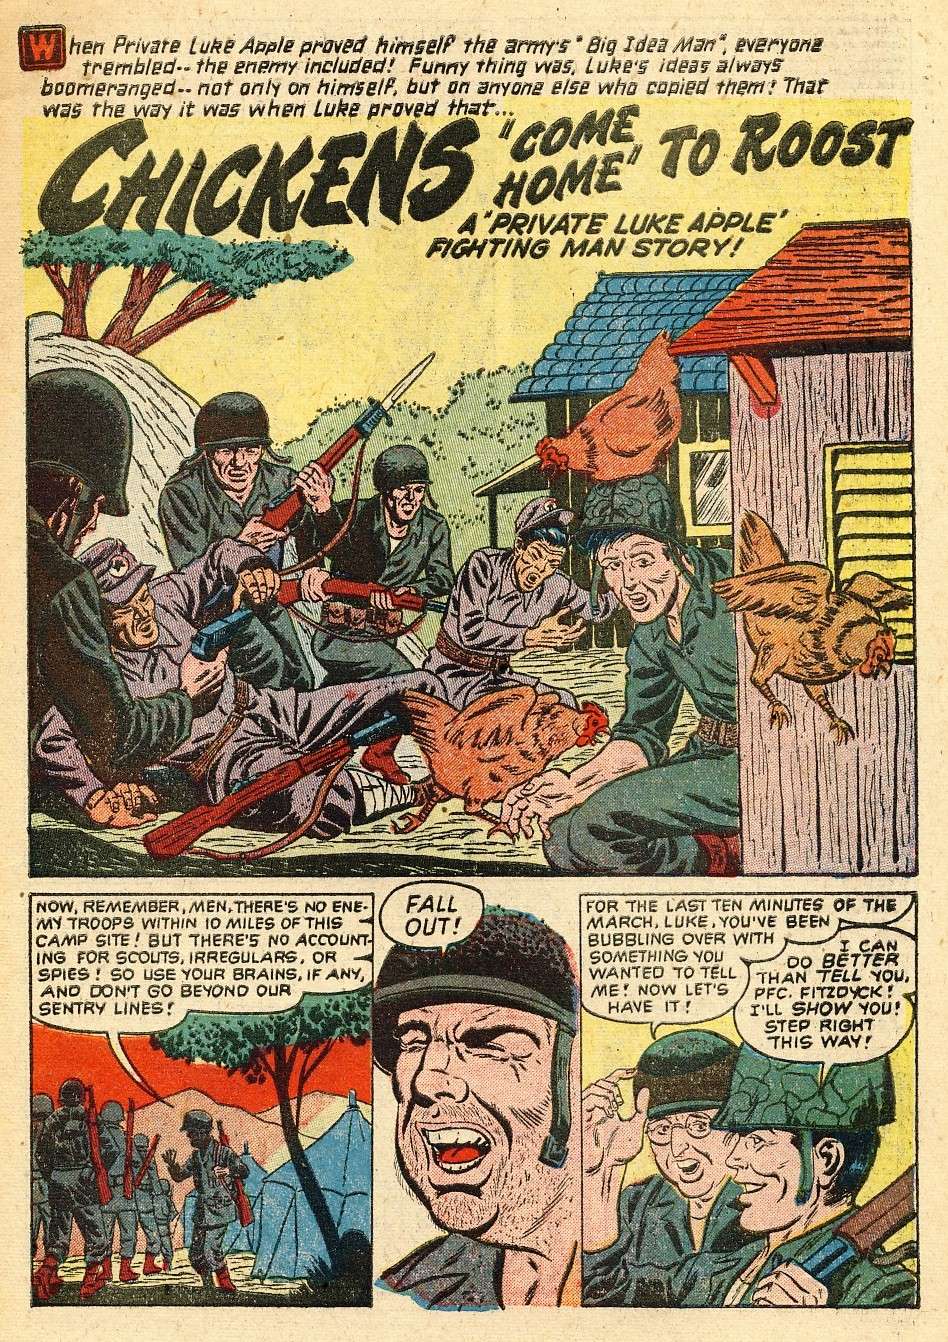 When Private Luke Apple proved himself the army's "Big Idea Man", everyone
trembled-- the enemy included! Funny thing was, Luke's ideas always
boomeranged-- not only on himself, but on anyone else who copied them! That
was the way it was when Luke proved that...
CHICKENS "COME
HOME" TO ROOST
A "PRIVATE LUKE APPLE'
FIGHTING MAN STORY!
NOW, REMEMBER, MEN, THERE'S NO ENE-
MY TROOPS WITHIN 10 MILES OF THIS
CAMP SITE! BUT THERE'S NO ACCOUNT-
ING FOR SCOUTS, IRREGULARS, OR
SPIES! SO USE YOUR BRAINS, IF ANY,
AND DON'T GO BEYOND OUR
SENTRY LINES!
FALL
OUT!
FOR THE LAST TEN MINUTES OF THE
MARCH, LUKE, YOU'VE BEEN
BUBBLING OVER WITH
SOMETHING YOU
WANTED TO TELL
ME! NOW LET'S
HAVE IT!
I CAN
DO BETTER
THAN TELL YOU,
PFC. FITZDYCK!
I'LL SHOW YOU!
STEP RIGHT
THIS WAY!